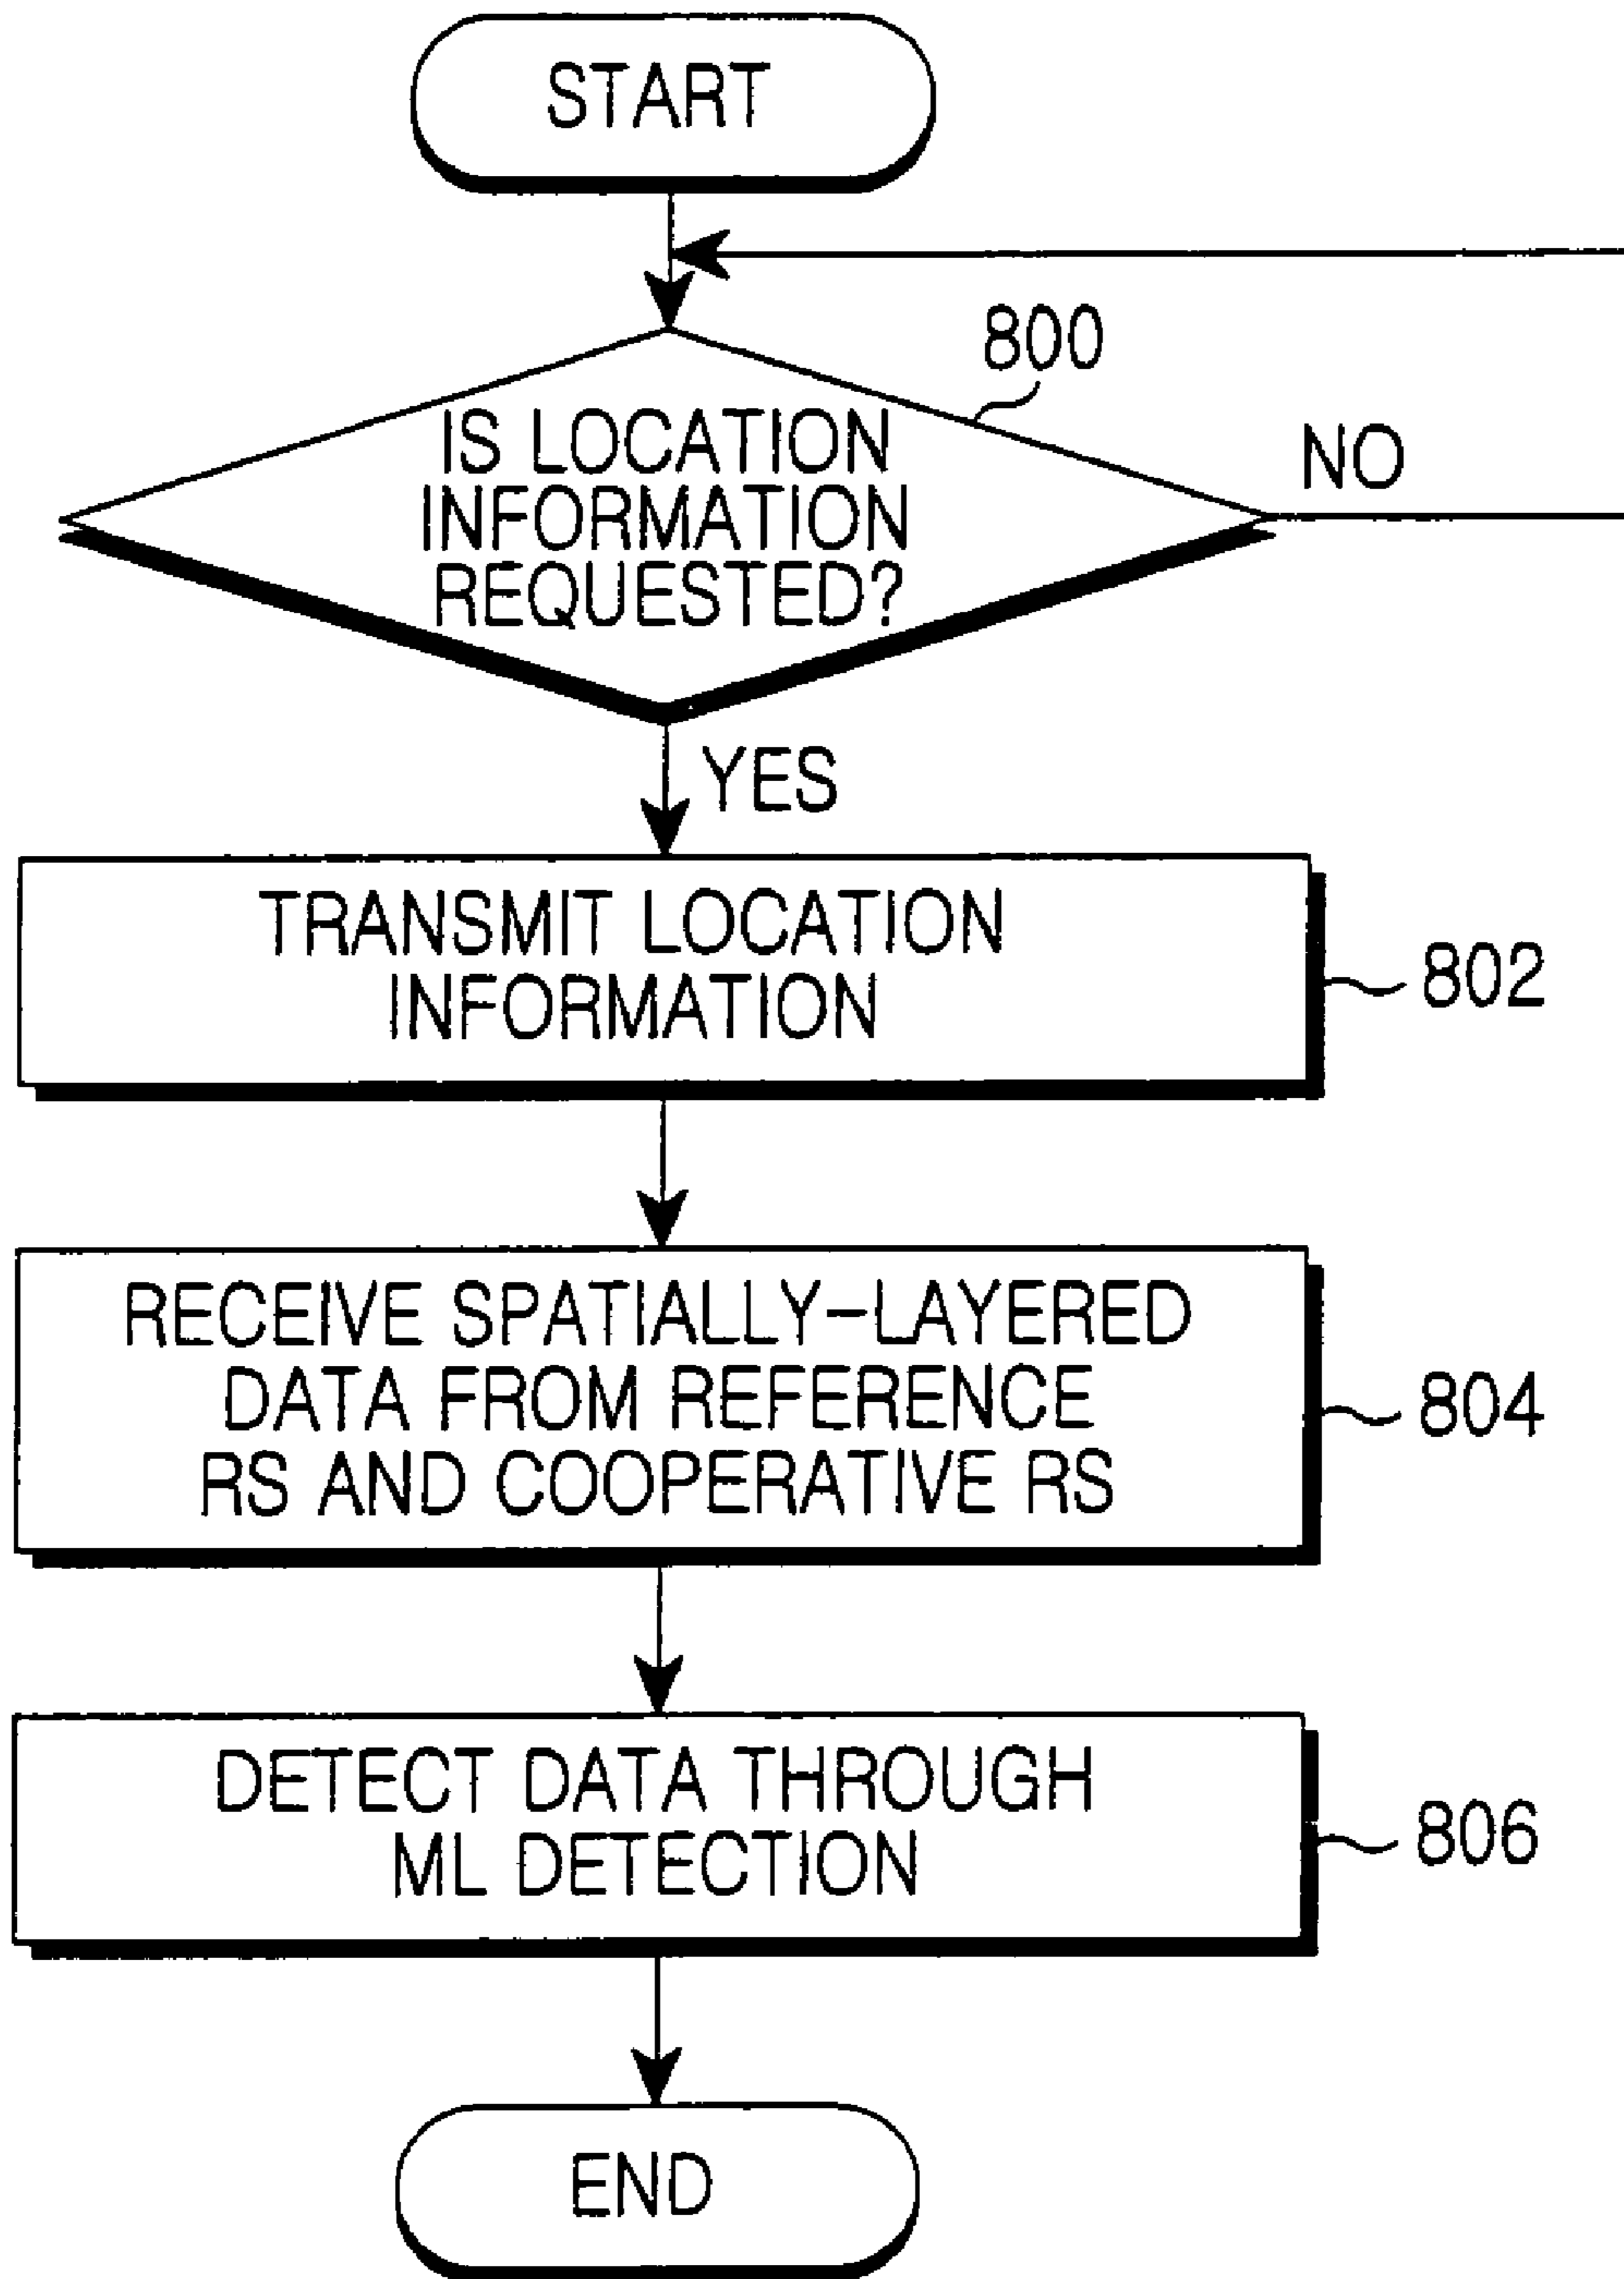 START
800
IS LOCATION
INFORMATION
REQUESTED?
NO
YES
TRANSMIT LOCATION
INFORMATION
802
RECEIVE SPATIALLY-LAYERED
DATA FROM REFERENCE
RS AND COOPERATIVE RS
804
DETECT DATA THROUGH
ML DETECTION
806
END